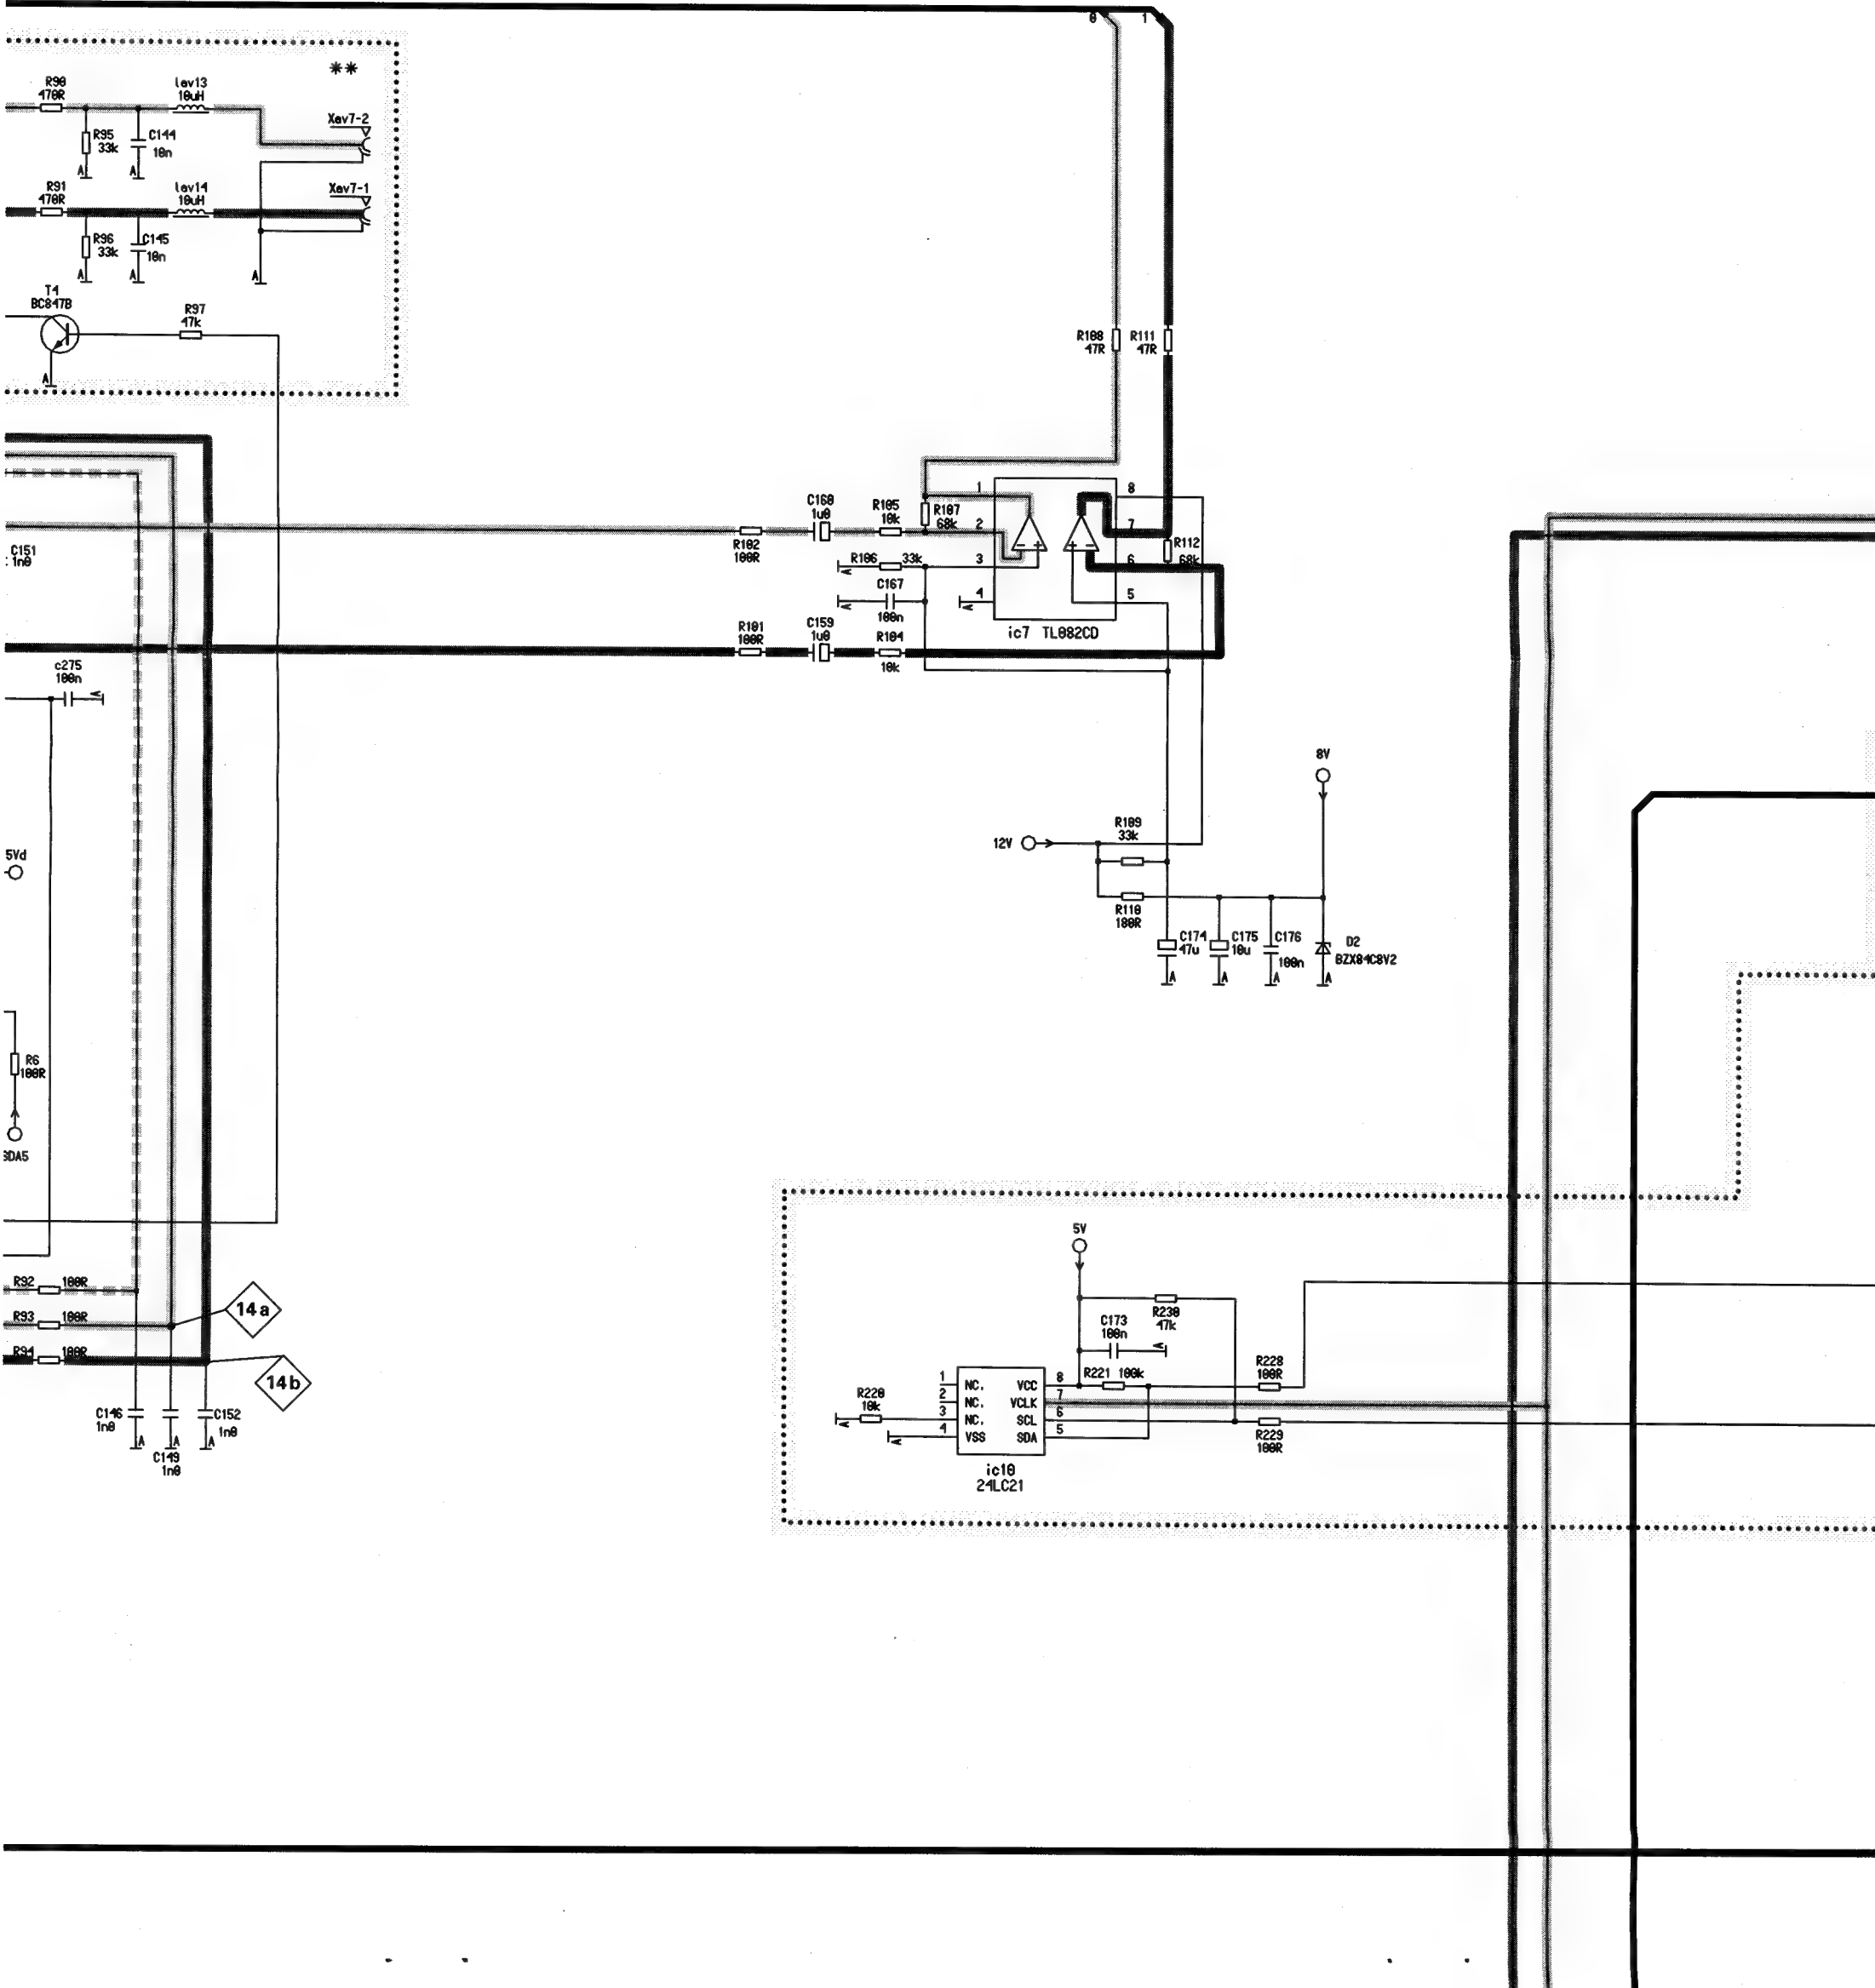 0 1
**
R90
470R
lav13
10uH
Xav7-2
R95
33k
C144
10n
A A
R91
470R
lav14
10uH
Xav7-1
R96
33k
C145
10n
A A A
T4
BC847B
R97
47k
A
R108
47R
R111
47R
C151
1n0
R102
100R
C160
1u0
R105
10k
R107
68k
1
2
3
4
8
7
6
5
R112
68k
R106 33k
A
C167
100n
A
A
ic7 TL082CD
R101
100R
C159
1u0
R104
10k
c275
100n
A
5Vd
R6
100R
SDA5
8V
12V
R109
33k
R110
180R
C174
47u
C175
10u
C176
100n
D2
BZX84C8V2
A A A A
R92 100R
R93 100R
R94 100R
14a
14b
C146
1n0
C149
1n0
C152
1n0
A A A
5V
R230
47k
C173
100n
A
R221 100k
R228
100R
R229
100R
R220
10k
A
A
1 NC. VCC 8
2 NC. VCLK 7
3 NC. SCL 6
4 VSS SDA 5
ic10
24LC21